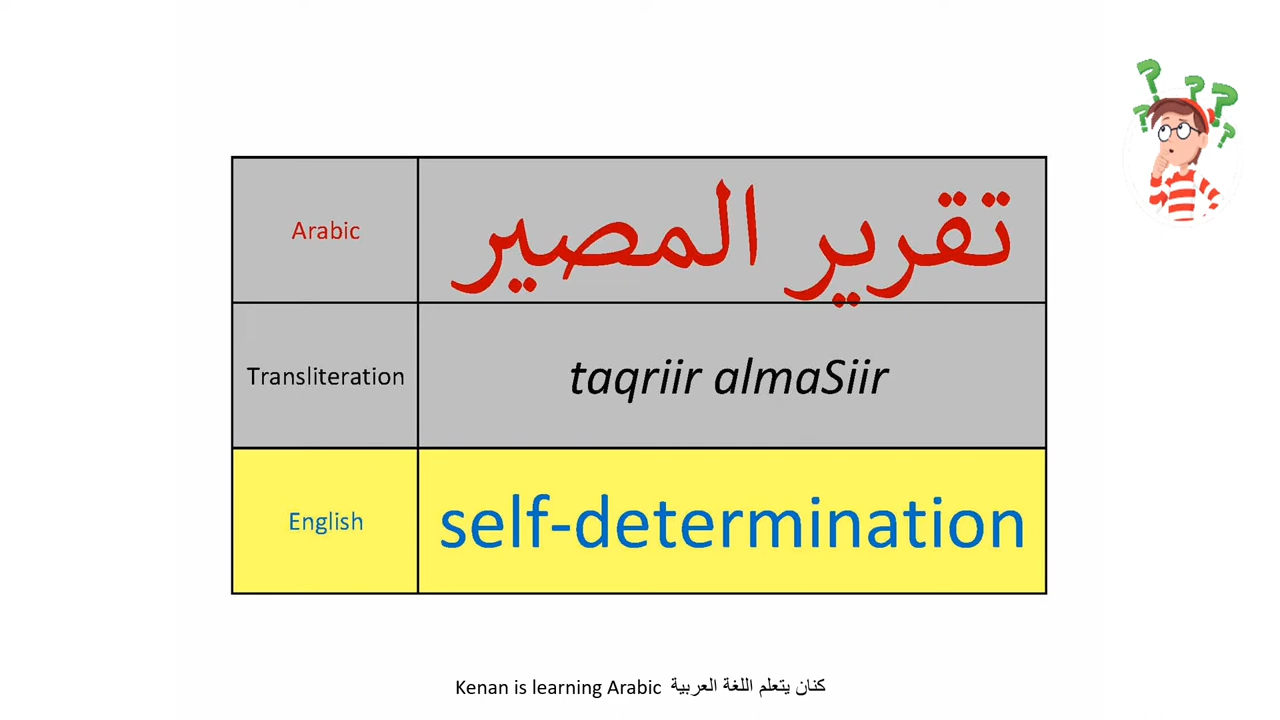 Arabic
تقرير المصير
Transliteration
taqriir almaSiir
English
self-determination
Kenan is learning Arabic كنان يتعلم اللغة العربية